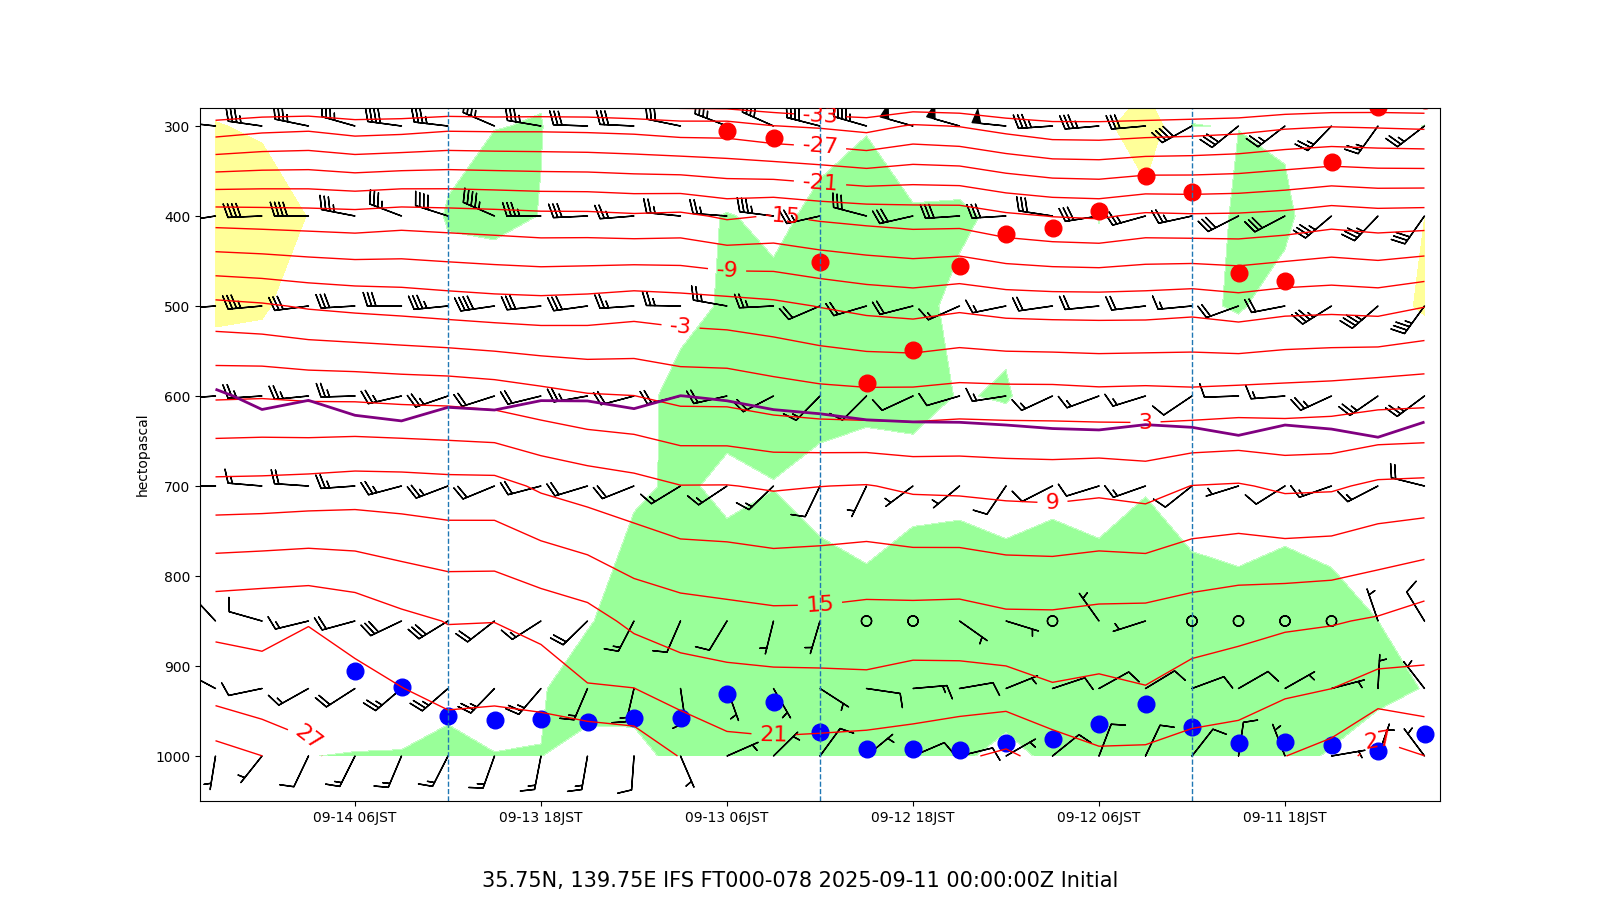 300
400
500
600
700
800
900
1000
hectopascal
-33
-27
-21
15
-9
-3
3
9
15
21
27
27
09-14 06JST
09-13 18JST
09-13 06JST
09-12 18JST
09-12 06JST
09-11 18JST
35.75N, 139.75E IFS FT000-078 2025-09-11 00:00:00Z Initial